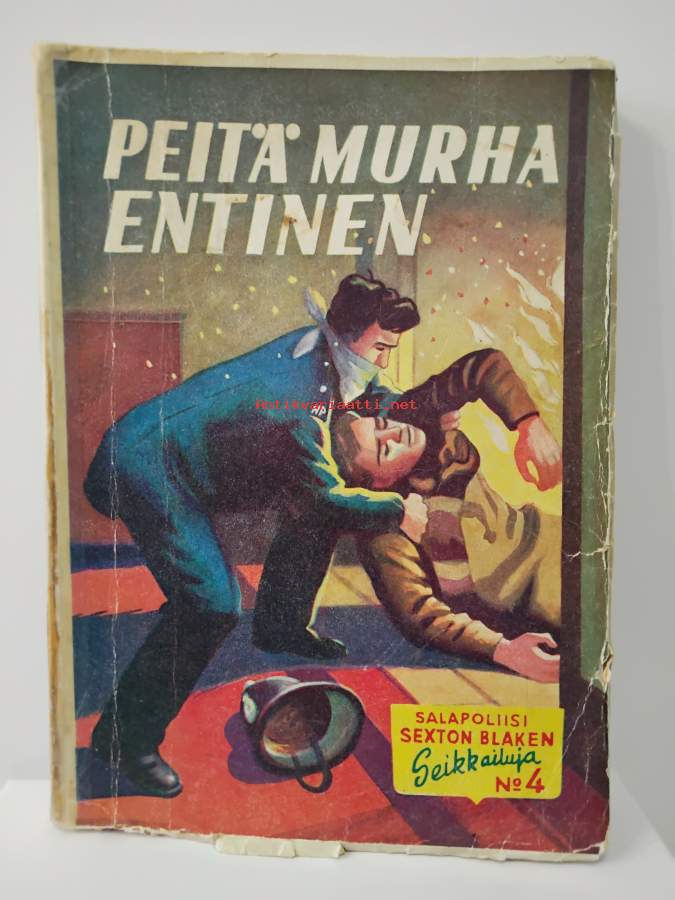 PEITÄ MURHA
ENTINEN
Antikvariaatti.net
SALAPOLIISI
SEXTON BLAKEN
Seikkailuja
No 4